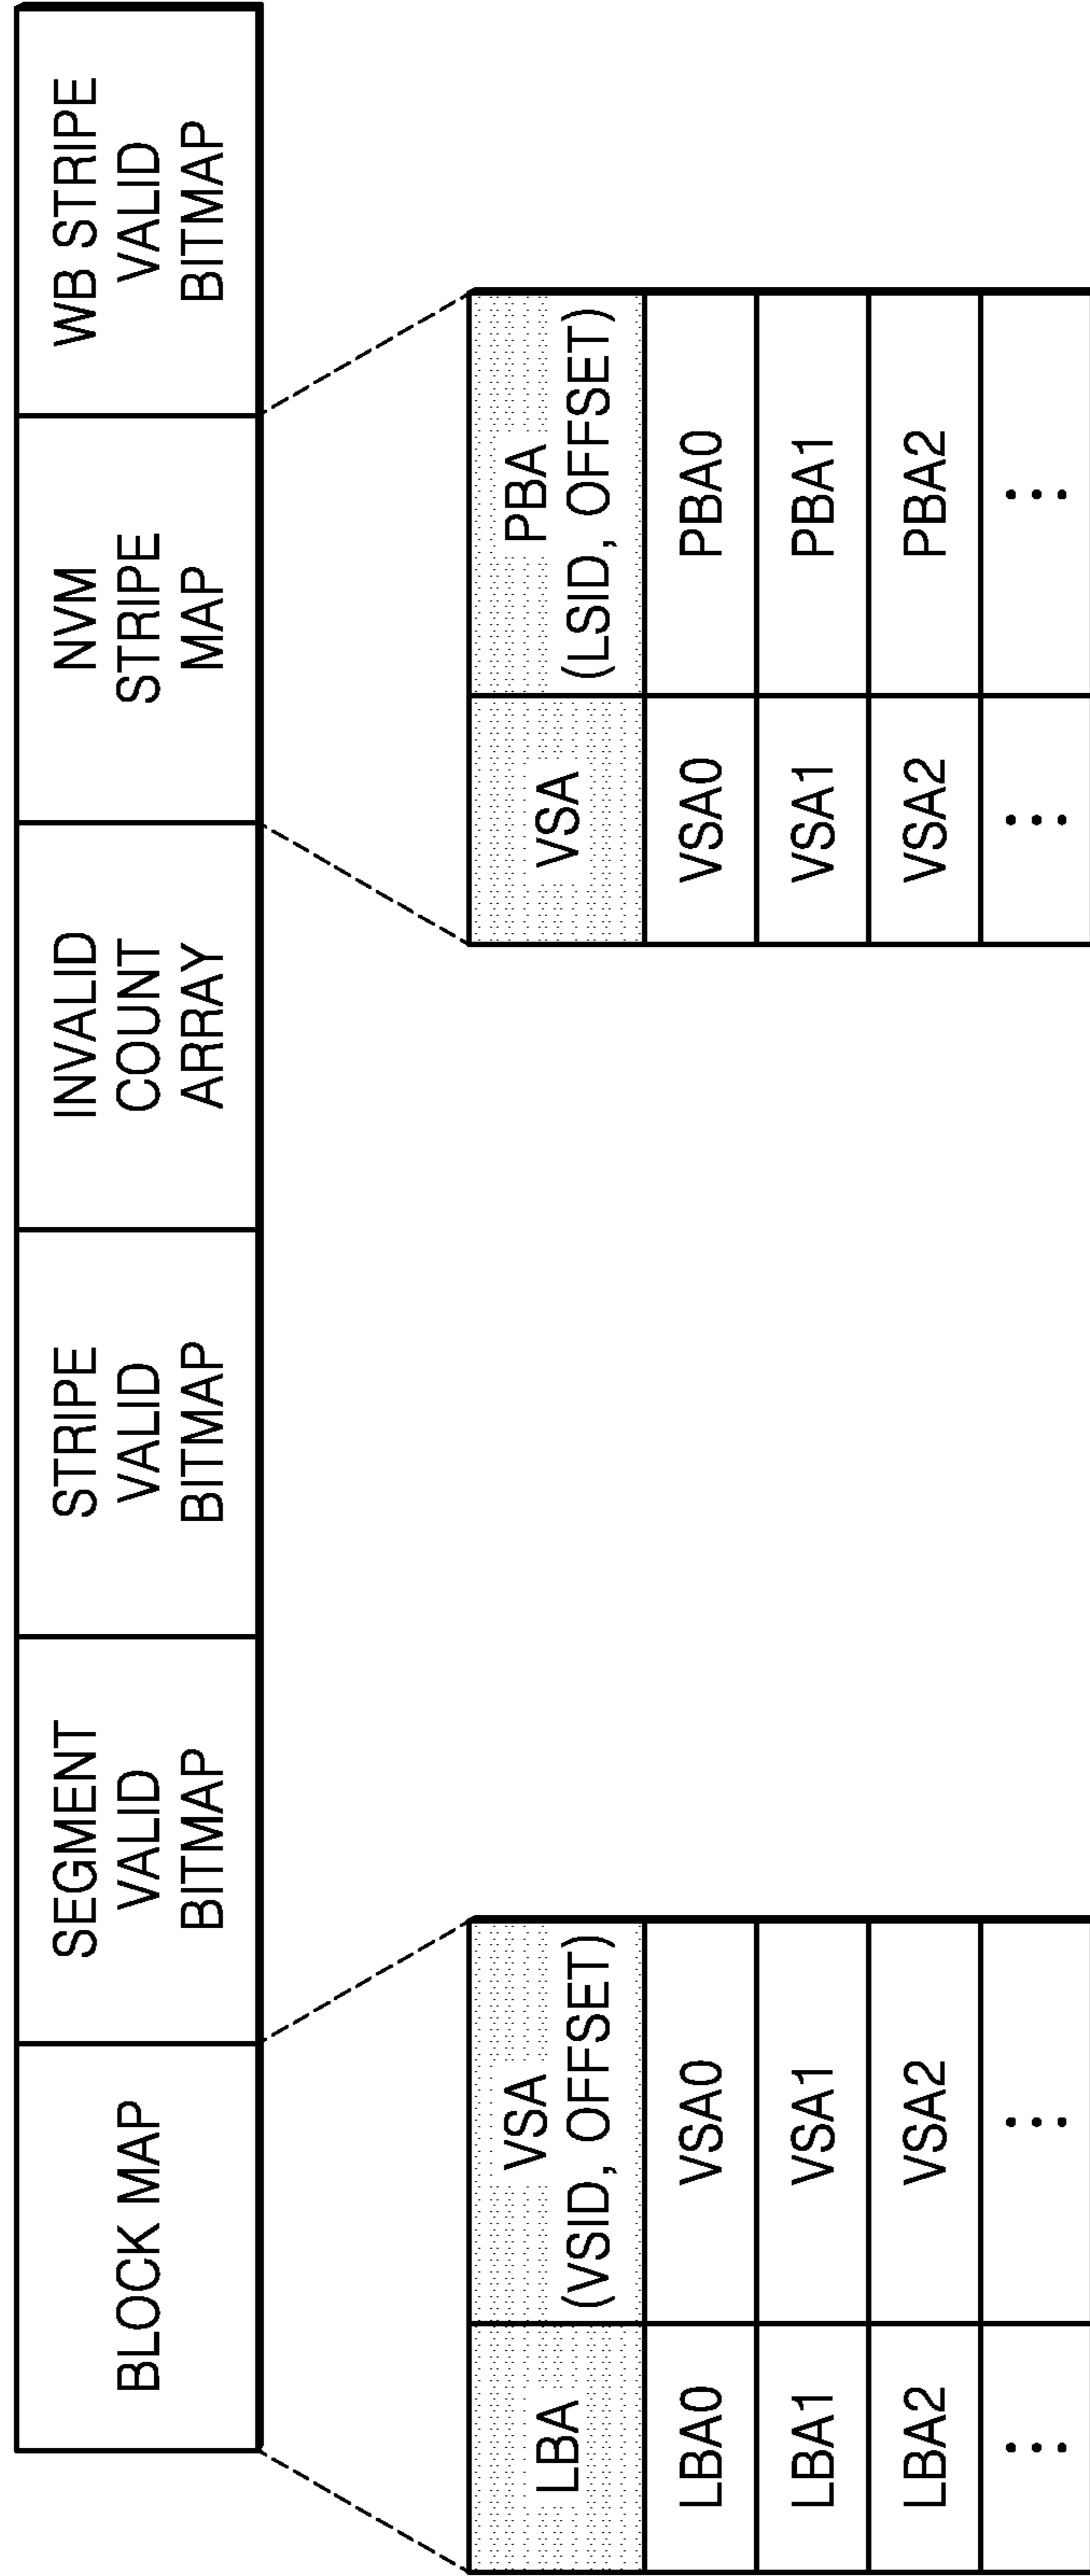 BLOCK MAP
SEGMENT
VALID
BITMAP
STRIPE
VALID
BITMAP
INVALID
COUNT
ARRAY
NVM
STRIPE
MAP
WB STRIPE
VALID
BITMAP
LBA
VSA
(VSID, OFFSET)
LBA0
VSA0
LBA1
VSA1
LBA2
VSA2
⋮
⋮
VSA
PBA
(LSID, OFFSET)
VSA0
PBA0
VSA1
PBA1
VSA2
PBA2
⋮
⋮